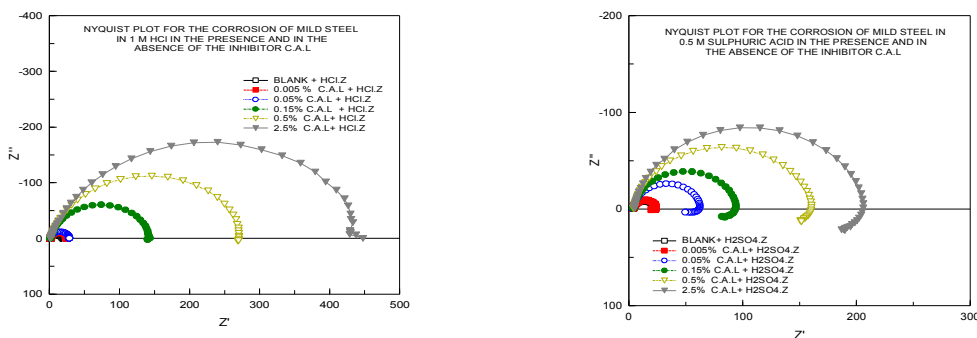 -400
-300
-200
-100
0
100
0
100
200
300
400
500
Z"
Z'
NYQUIST PLOT FOR THE CORROSION OF MILD STEEL
IN 1 M HCl IN THE PRESENCE AND IN THE
ABSENCE OF THE INHIBITOR C.A.L
BLANK + HCl.Z
0.005 % C.A.L + HCl.Z
0.05% C.A.L + HCl.Z
0.15% C.A.L + HCl.Z
0.5% C.A.L+ HCl.Z
2.5% C.A.L+ HCl.Z
-200
-100
0
100
0
100
200
300
Z"
Z'
NYQUIST PLOT FOR THE CORROSION OF MILD STEEL IN
0.5 M SULPHURIC ACID IN THE PRESENCE AND IN
THE ABSENCE OF THE INHIBITOR C.A.L
BLANK+ H2SO4.Z
0.005% C.A.L+ H2SO4.Z
0.05% C.A.L+ H2SO4.Z
0.15% C.A.L+ H2SO4.Z
0.5% C.A.L+ H2SO4.Z
2.5% C.A.L+ H2SO4.Z